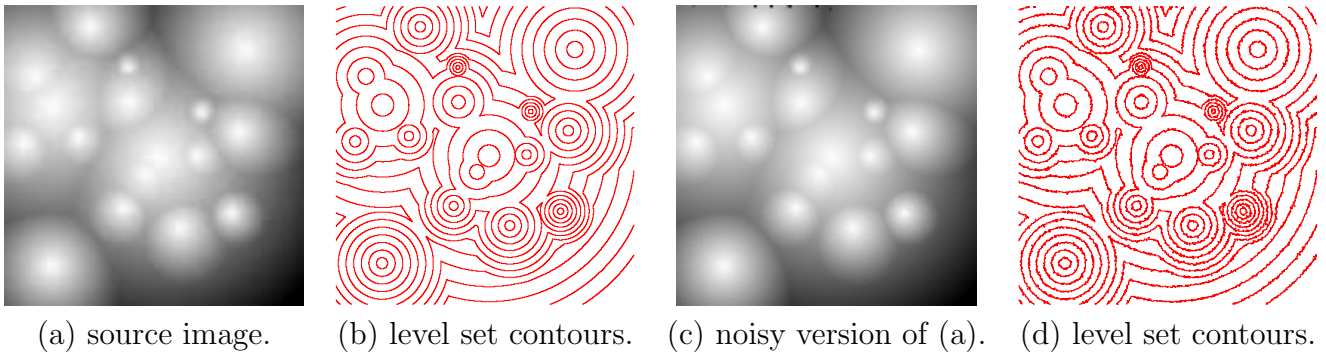 (a) source image. (b) level set contours. (c) noisy version of (a). (d) level set contours.